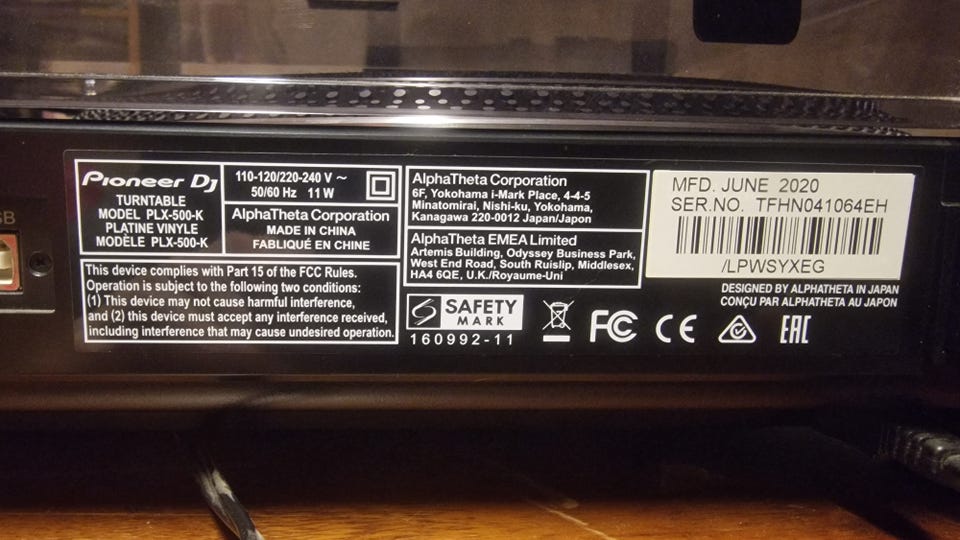 SB
Pioneer Dj
TURNTABLE
MODEL PLX-500-K
PLATINE VINYLE
MODÈLE PLX-500-K
110-120/220-240 V ~
50/60 Hz 11 W
AlphaTheta Corporation
MADE IN CHINA
FABLIQUÉ EN CHINE
This device complies with Part 15 of the FCC Rules.
Operation is subject to the following two conditions:
(1) This device may not cause harmful interference,
and (2) this device must accept any interference received,
including interference that may cause undesired operation.
AlphaTheta Corporation
6F, Yokohama i-Mark Place, 4-4-5
Minatomirai, Nishi-ku, Yokohama,
Kanagawa 220-0012 Japan/Japon
AlphaTheta EMEA Limited
Artemis Building, Odyssey Business Park,
West End Road, South Ruislip, Middlesex,
HA4 6QE, U.K./Royaume-Uni
SAFETY
MARK
160992-11
FC
CE
EAC
MFD. JUNE 2020
SER.NO. TFHN041064EH
/LPWSYXEG
DESIGNED BY ALPHATHETA IN JAPAN
CONÇU PAR ALPHATHETA AU JAPON